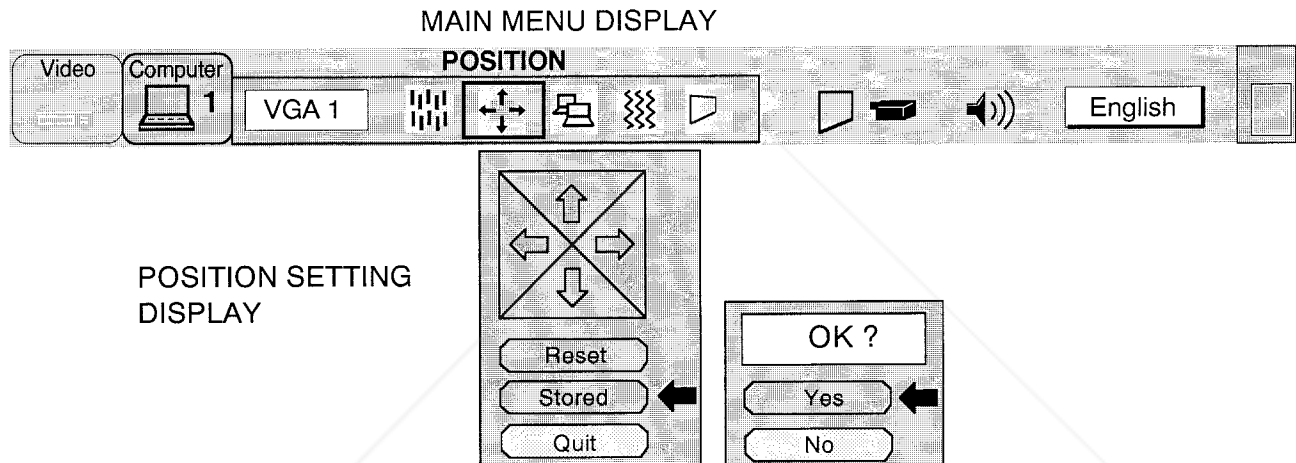 MAIN MENU DISPLAY
POSITION
Video
Computer
1
VGA 1
English
POSITION SETTING
DISPLAY
Reset
Stored
Quit
OK ?
Yes
No